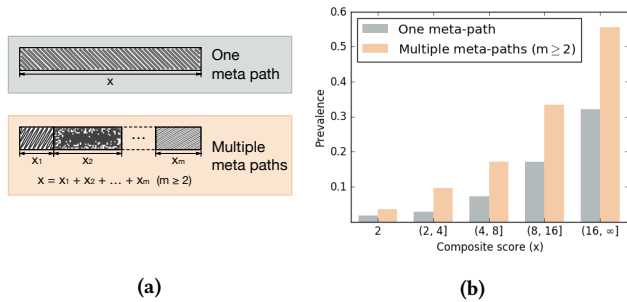 One
meta path
x
Multiple
meta paths
x₁ x₂ ... xₘ
x = x₁ + x₂ + ... + xₘ (m ≥ 2)
(a)
0.6
0.5
0.4
0.3
0.2
0.1
Prevalence
One meta-path
Multiple meta-paths (m ≥ 2)
2 (2, 4] (4, 8] (8, 16] (16, ∞]
Composite score (x)
(b)